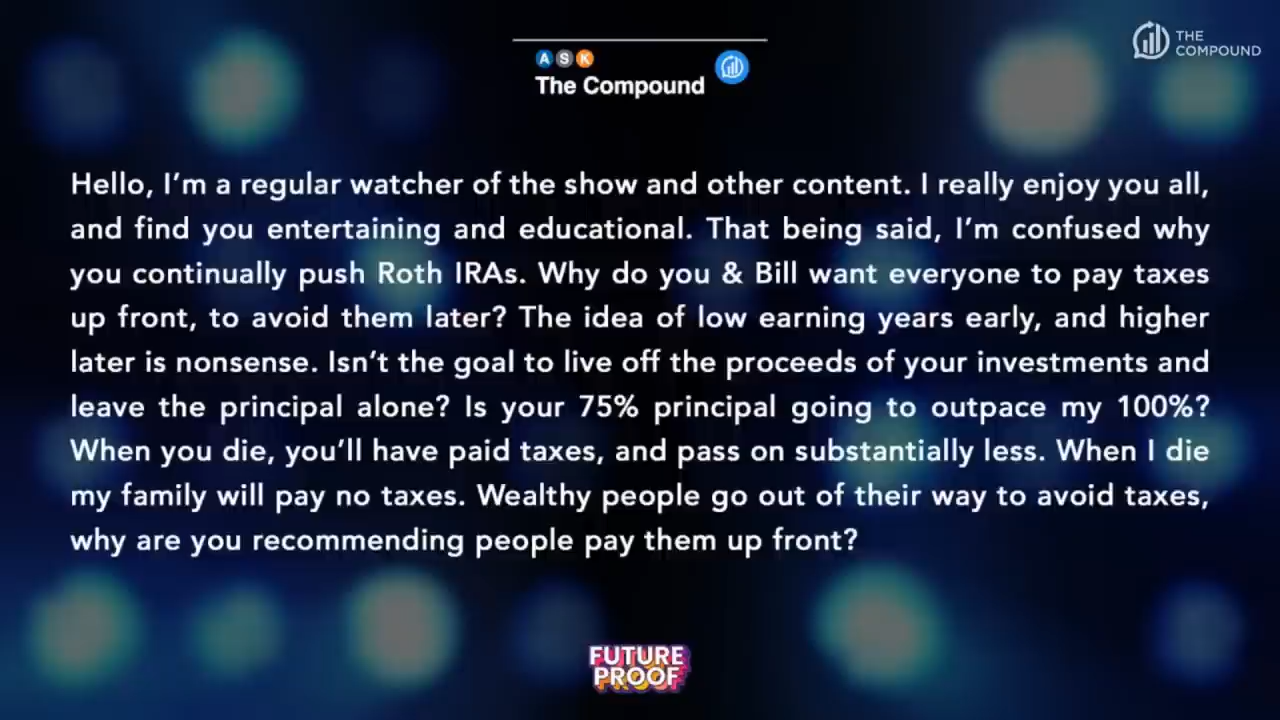 A S K
The Compound
THE
COMPOUND
Hello, I’m a regular watcher of the show and other content. I really enjoy you all,
and find you entertaining and educational. That being said, I’m confused why
you continually push Roth IRAs. Why do you & Bill want everyone to pay taxes
up front, to avoid them later? The idea of low earning years early, and higher
later is nonsense. Isn’t the goal to live off the proceeds of your investments and
leave the principal alone? Is your 75% principal going to outpace my 100%?
When you die, you’ll have paid taxes, and pass on substantially less. When I die
my family will pay no taxes. Wealthy people go out of their way to avoid taxes,
why are you recommending people pay them up front?
FUTURE
PROOF